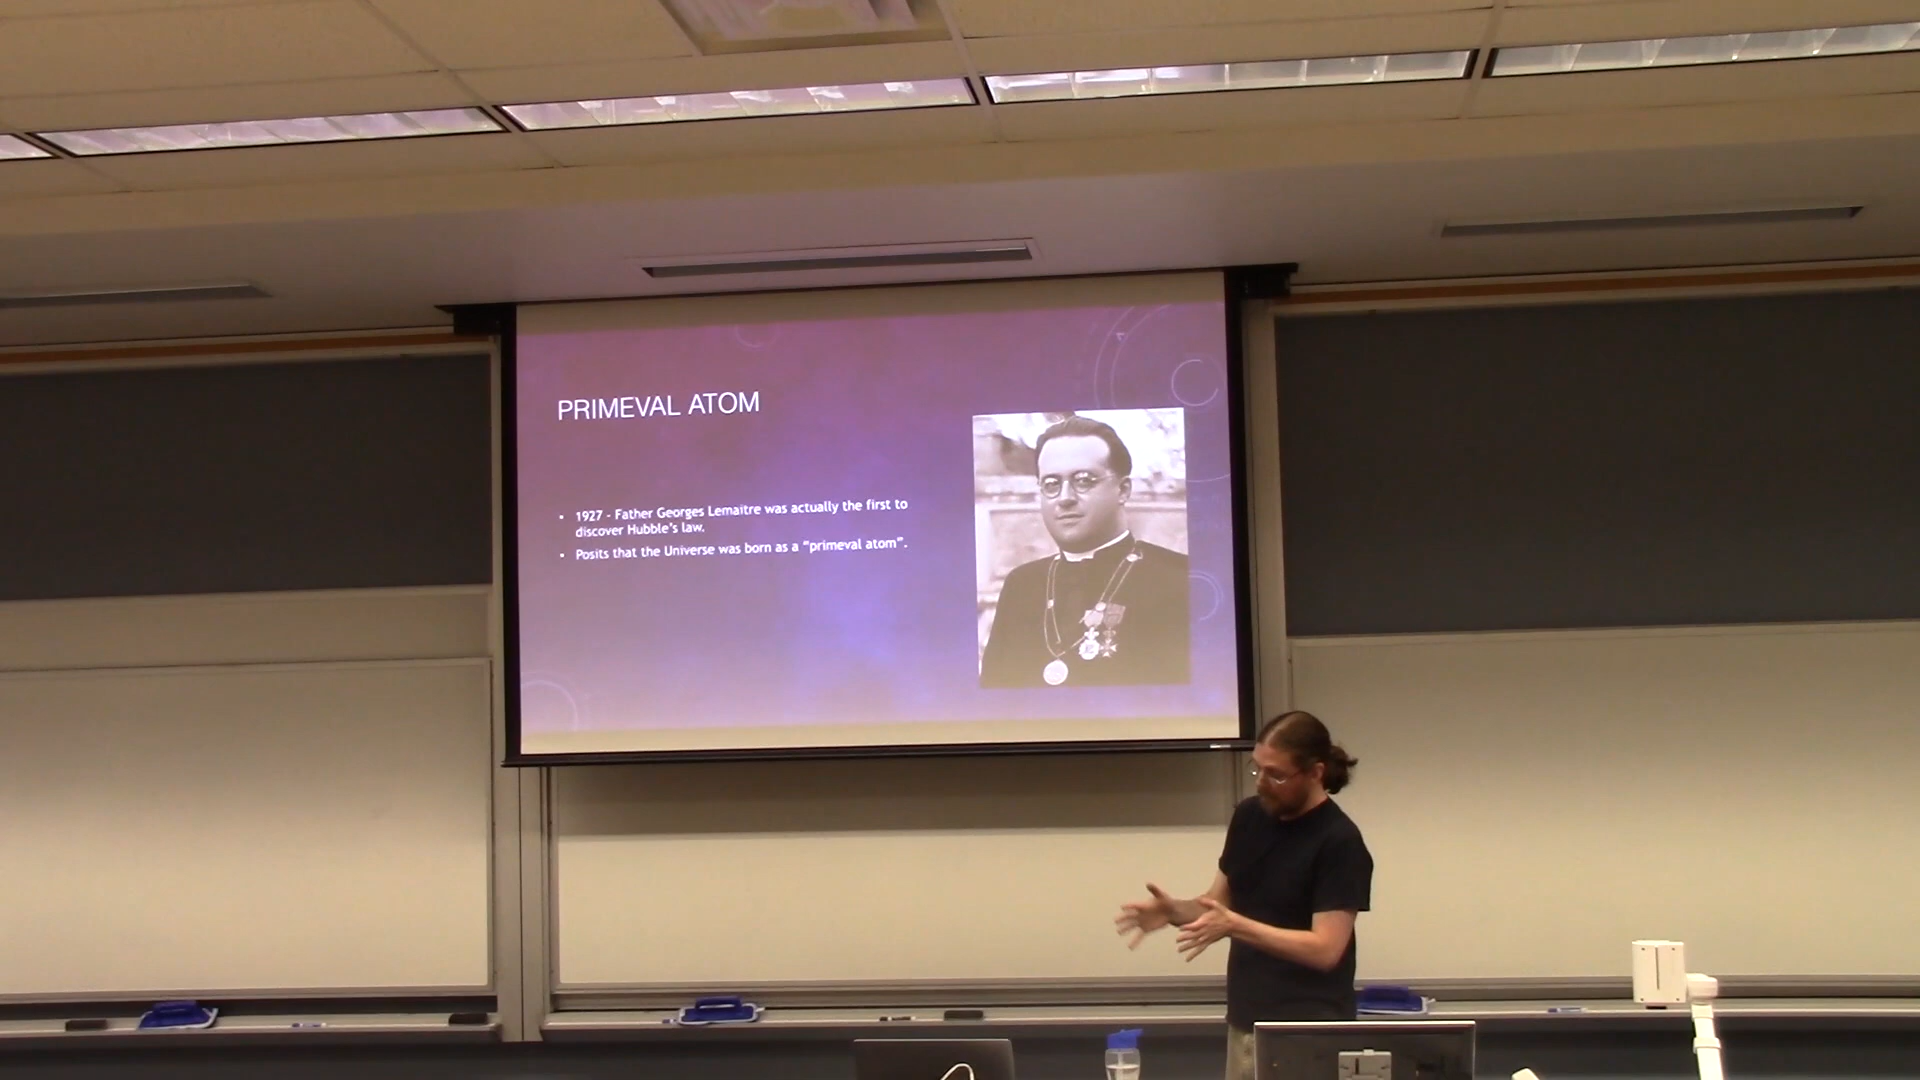 PRIMEVAL ATOM
▪ 1927 - Father Georges Lemaitre was actually the first to
discover Hubble's law.
▪ Posits that the Universe was born as a “primeval atom”.